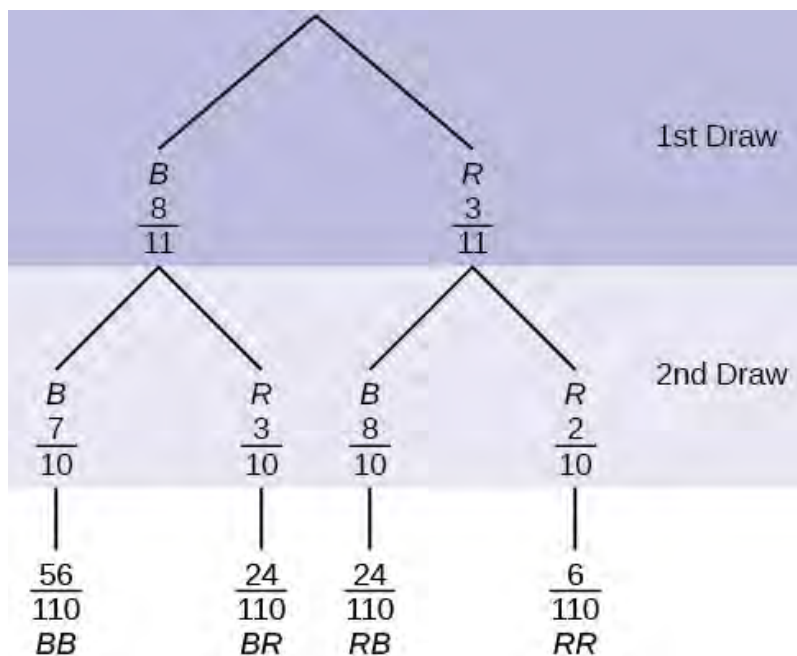 1st Draw
B R
8/11 3/11
2nd Draw
B R B R
7/10 3/10 8/10 2/10
56/110 24/110 24/110 6/110
BB BR RB RR